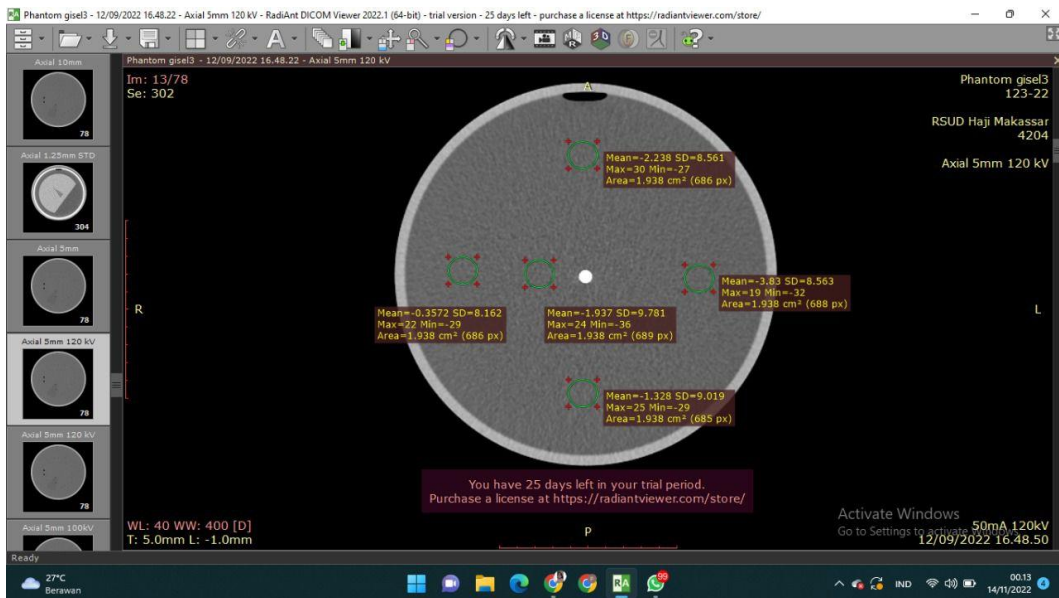 Phantom gisel3 - 12/09/2022 16.48.22 - Axial 5mm 120 kV - RadiAnt DICOM Viewer 2022.1 (64-bit) - trial version - 25 days left - purchase a license at https://radiantviewer.com/store/
Phantom gisel3 - 12/09/2022 16.48.22 - Axial 5mm 120 kV
Axial 10mm
78
Axial 1.25mm STD
304
Axial 5mm
78
Axial 5mm 120 kV
78
Axial 5mm 120 kV
78
Axial 5mm 100kV
Im: 13/78
Se: 302
A
Phantom gisel3
123-22
RSUD Haji Makassar
4204
Axial 5mm 120 kV
Mean=-2.238 SD=8.561
Max=30 Min=-27
Area=1.938 cm² (686 px)
Mean=-3.83 SD=8.563
Max=19 Min=-32
Area=1.938 cm² (688 px)
R
L
Mean=-0.3572 SD=8.162
Max=22 Min=-29
Area=1.938 cm² (686 px)
Mean=-1.937 SD=9.781
Max=24 Min=-36
Area=1.938 cm² (689 px)
Mean=-1.328 SD=9.019
Max=25 Min=-29
Area=1.938 cm² (685 px)
You have 25 days left in your trial period.
Purchase a license at https://radiantviewer.com/store/
WL: 40 WW: 400 [D]
T: 5.0mm L: -1.0mm
P
Activate Windows
Go to Settings to activate Windows.
50mA 120kV
12/09/2022 16.48.50
Ready
27°C
Berawan
RA
99
IND
00.13
14/11/2022
4